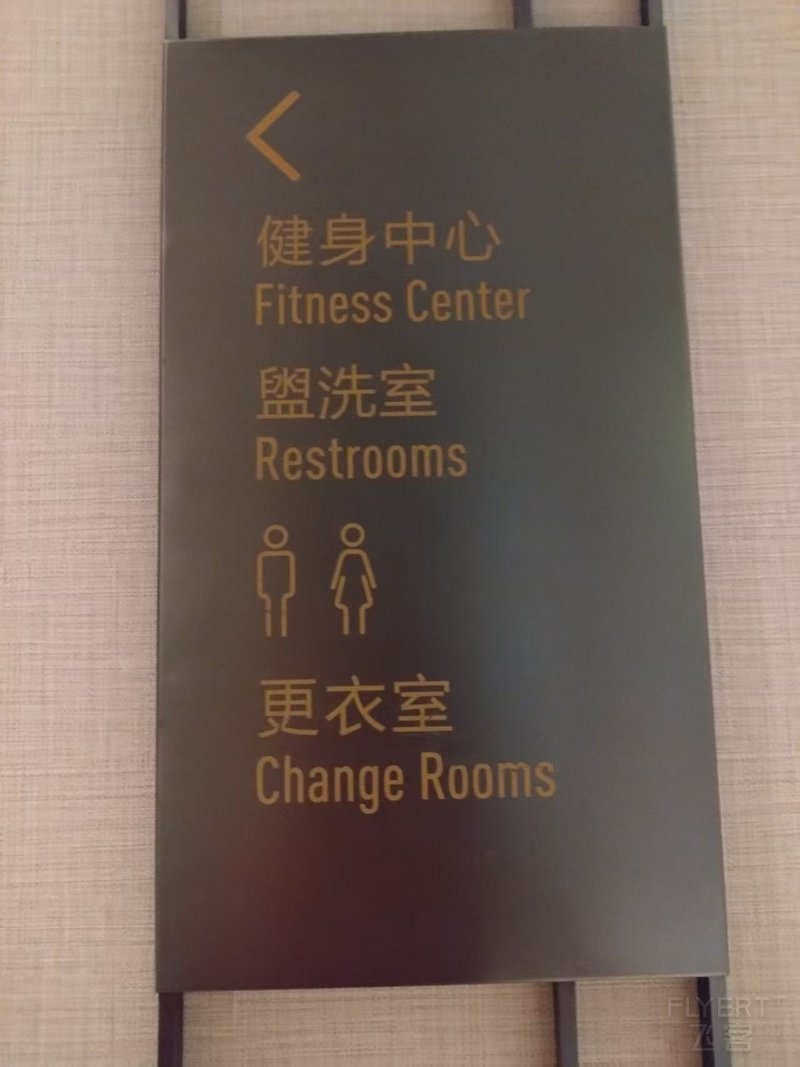 健身中心
Fitness Center
盥洗室
Restrooms
更衣室
Change Rooms
FLYERT+
飞客